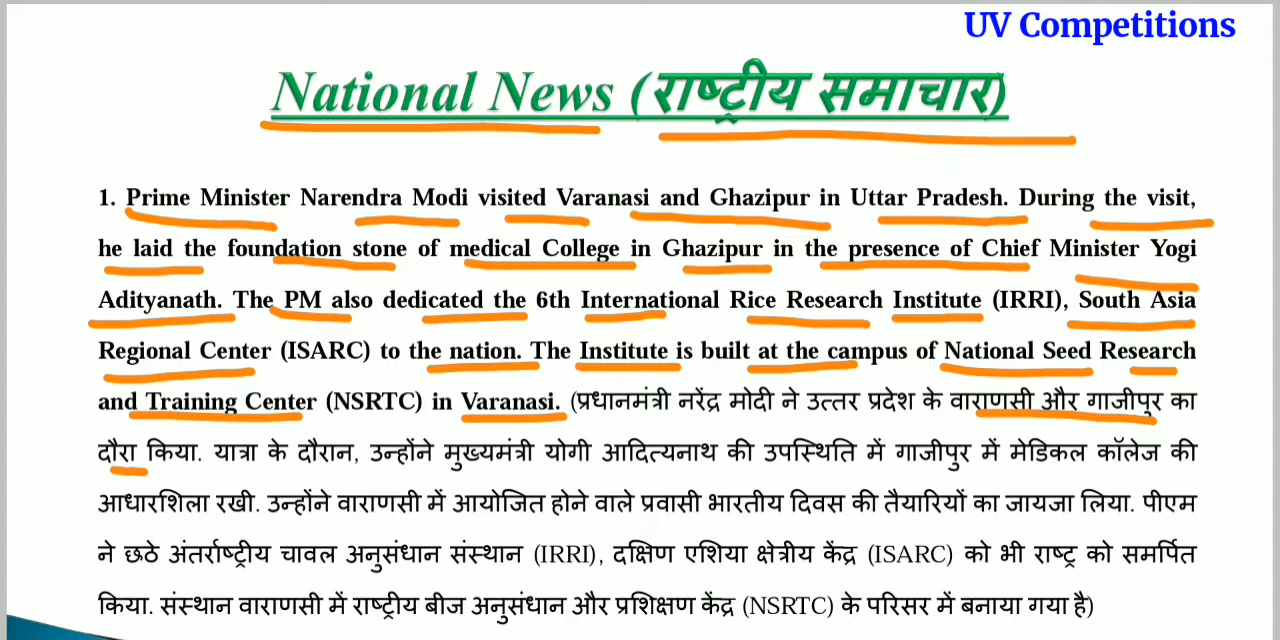 UV Competitions
National News (राष्ट्रीय समाचार)
1. Prime Minister Narendra Modi visited Varanasi and Ghazipur in Uttar Pradesh. During the visit,
he laid the foundation stone of medical College in Ghazipur in the presence of Chief Minister Yogi
Adityanath. The PM also dedicated the 6th International Rice Research Institute (IRRI), South Asia
Regional Center (ISARC) to the nation. The Institute is built at the campus of National Seed Research
and Training Center (NSRTC) in Varanasi. (प्रधानमंत्री नरेंद्र मोदी ने उत्तर प्रदेश के वाराणसी और गाजीपुर का
दौरा किया. यात्रा के दौरान, उन्होंने मुख्यमंत्री योगी आदित्यनाथ की उपस्थिति में गाजीपुर में मेडिकल कॉलेज की
आधारशिला रखी. उन्होंने वाराणसी में आयोजित होने वाले प्रवासी भारतीय दिवस की तैयारियों का जायजा लिया. पीएम
ने छठे अंतर्राष्ट्रीय चावल अनुसंधान संस्थान (IRRI), दक्षिण एशिया क्षेत्रीय केंद्र (ISARC) को भी राष्ट्र को समर्पित
किया. संस्थान वाराणसी में राष्ट्रीय बीज अनुसंधान और प्रशिक्षण केंद्र (NSRTC) के परिसर में बनाया गया है)